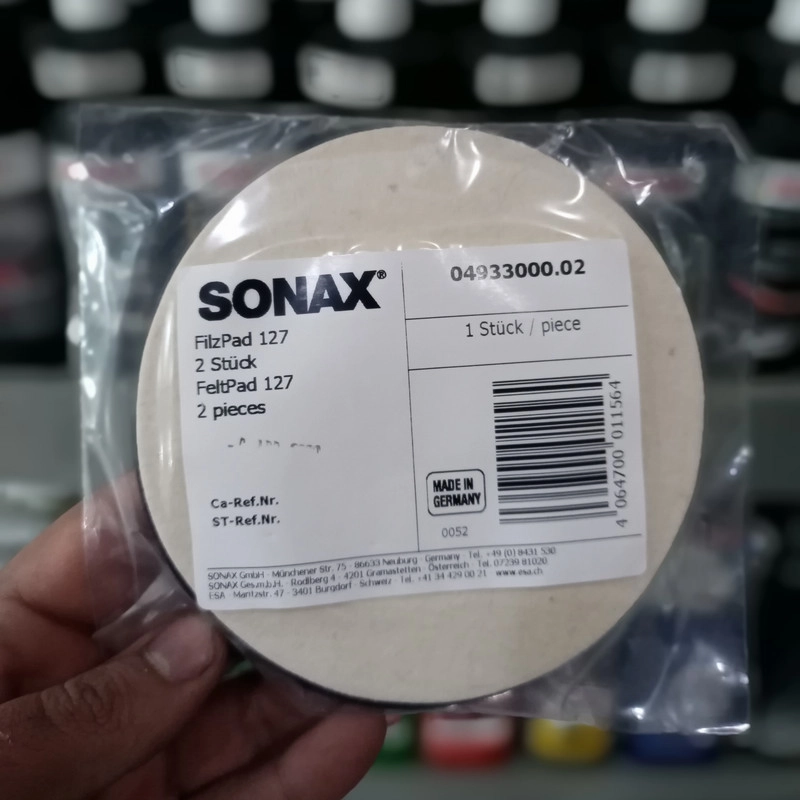 SONAX®
FilzPad 127
2 Stück
FeltPad 127
2 pieces
Ca-Ref.Nr.
ST-Ref.Nr.
04933000.02
1 Stück / piece
MADE IN
GERMANY
0052
4 064700 011564
SONAX GmbH · Münchener Str. 75 · 86633 Neuburg · Germany · Tel. +49 (0) 8431 530
SONAX Ges.m.b.H. · Rodlberg 4 · 4201 Gramastetten · Österreich · Tel. 07239 81020
ESA · Maritzstr. 47 · 3401 Burgdorf · Schweiz · Tel. +41 34 429 00 21 www.esa.ch